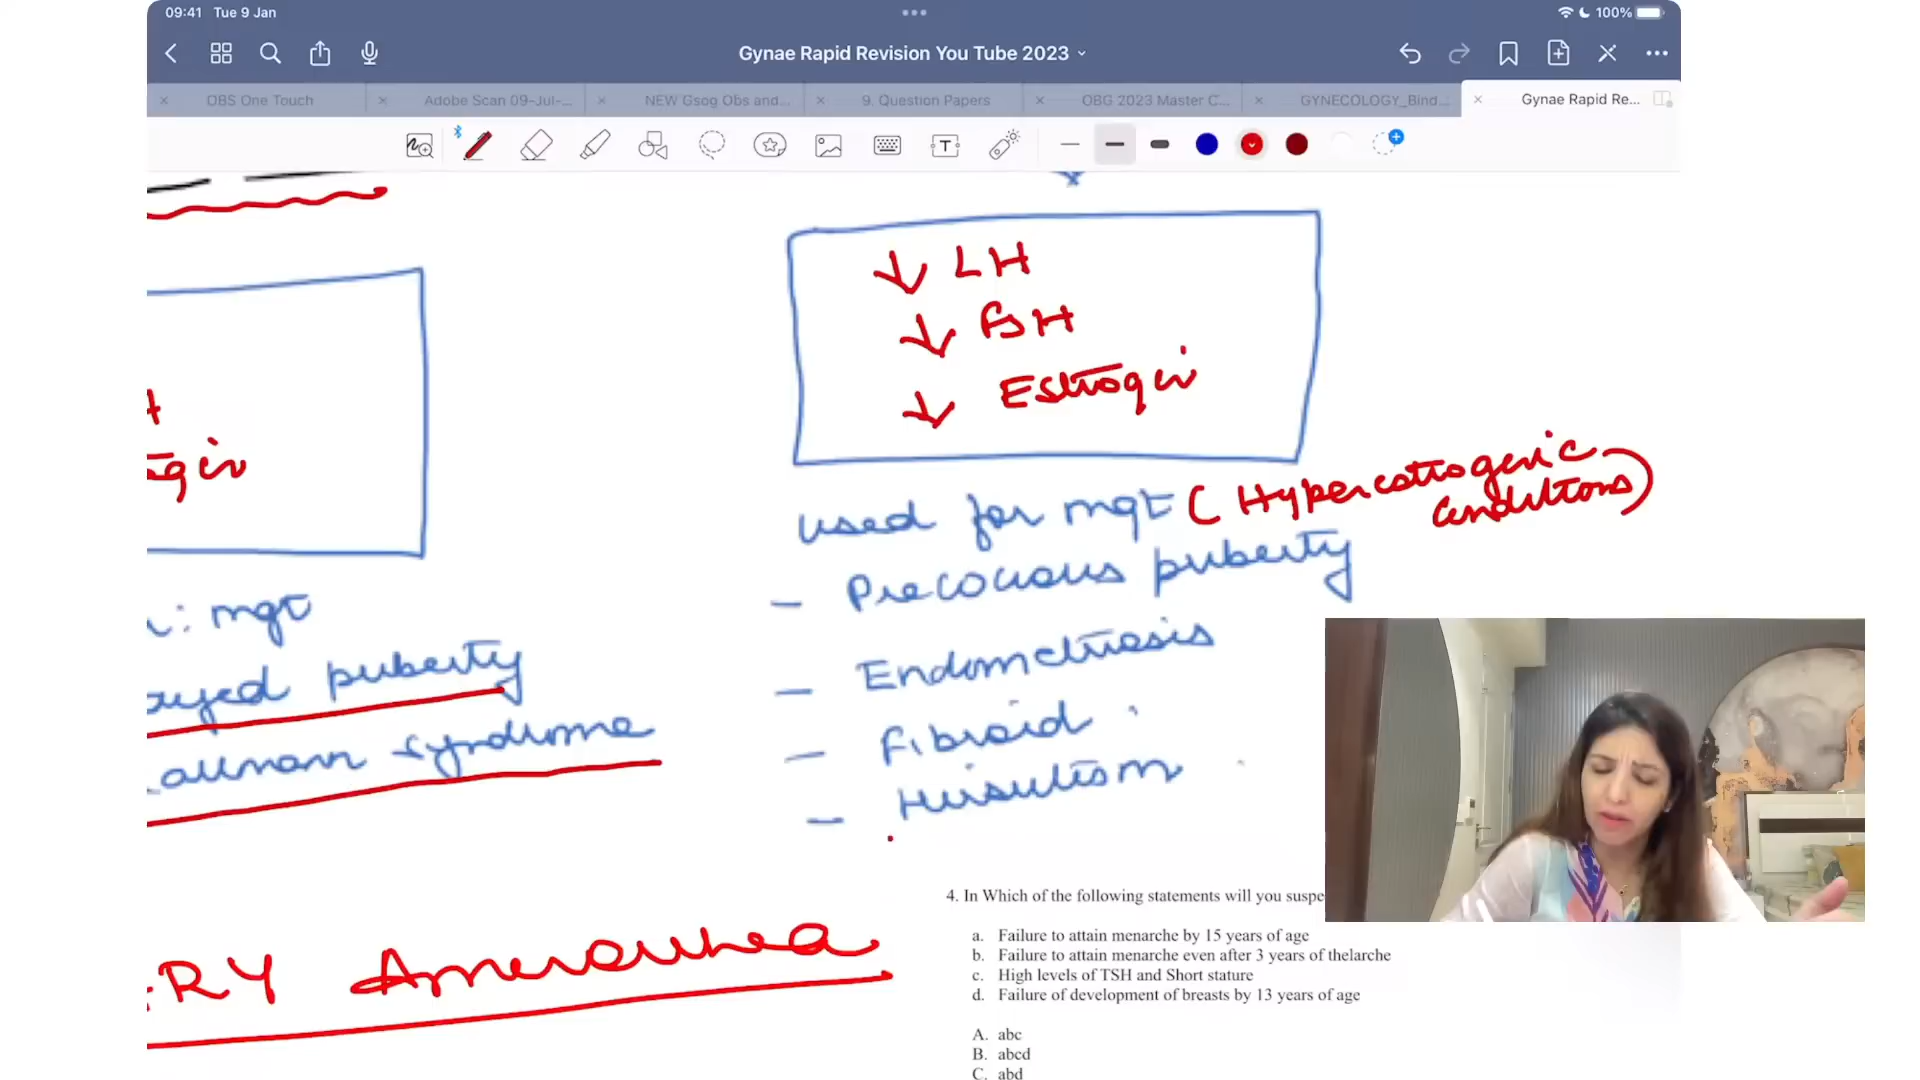 09:41 Tue 9 Jan
100%
Gynae Rapid Revision You Tube 2023
OBS One Touch
Adobe Scan 09-Jul-...
NEW Gsog Obs and...
9. Question Papers
OBG 2023 Master C...
GYNECOLOGY_Bind...
Gynae Rapid Re...
↓ LH
↓ FSH
↓ Estrogen
used for mgt (Hyperestrogenic
conditions)
- Precocious puberty
- Endometriosis
- Fibroid
- Hirsutism
: mgt
puberty
syndrome
RY Amenorrhea
4. In Which of the following statements will you suspe
a. Failure to attain menarche by 15 years of age
b. Failure to attain menarche even after 3 years of thelarche
c. High levels of TSH and Short stature
d. Failure of development of breasts by 13 years of age
A. abc
B. abcd
C. abd